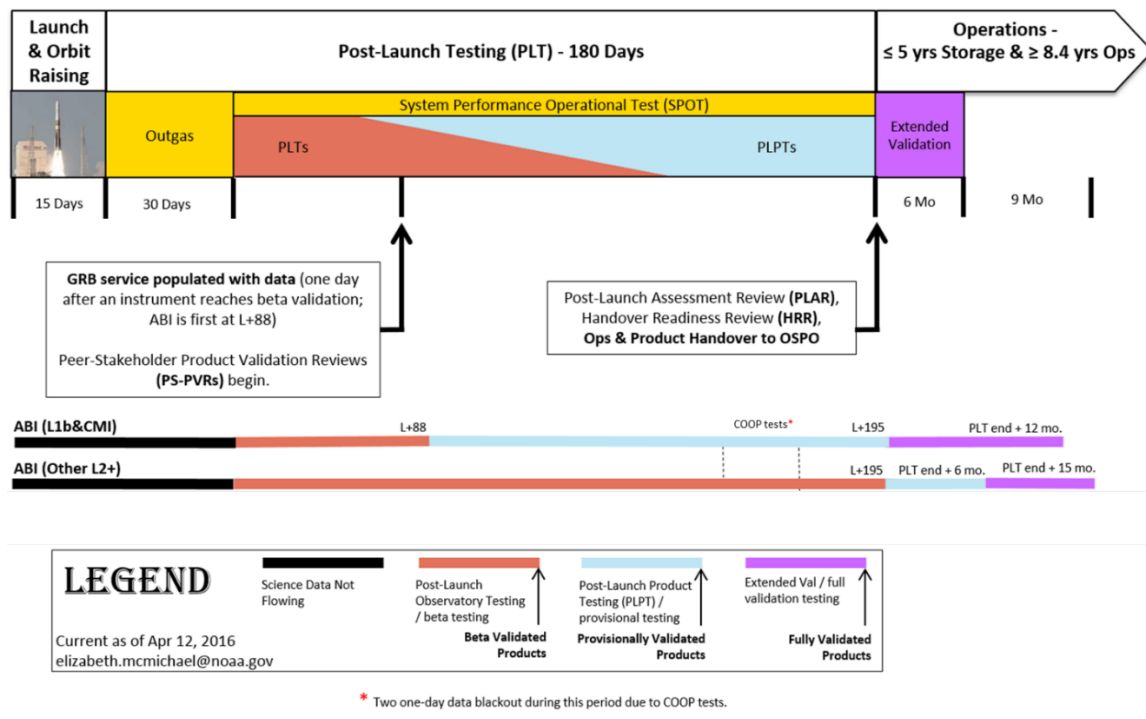 Launch
& Orbit
Raising
Post-Launch Testing (PLT) - 180 Days
Operations -
≤ 5 yrs Storage & ≥ 8.4 yrs Ops
System Performance Operational Test (SPOT)
Outgas
PLTs
PLPTs
Extended
Validation
15 Days
30 Days
6 Mo
9 Mo
GRB service populated with data (one day
after an instrument reaches beta validation;
ABI is first at L+88)
Peer-Stakeholder Product Validation Reviews
(PS-PVRs) begin.
Post-Launch Assessment Review (PLAR),
Handover Readiness Review (HRR),
Ops & Product Handover to OSPO
ABI (L1b&CMI)
L+88
COOP tests*
L+195
PLT end + 12 mo.
ABI (Other L2+)
L+195
PLT end + 6 mo.
PLT end + 15 mo.
LEGEND
Current as of Apr 12, 2016
elizabeth.mcmichael@noaa.gov
Science Data Not
Flowing
Post-Launch
Observatory Testing
/ beta testing
Beta Validated
Products
Post-Launch Product
Testing (PLPT) /
provisional testing
Provisionally Validated
Products
Extended Val / full
validation testing
Fully Validated
Products
* Two one-day data blackout during this period due to COOP tests.